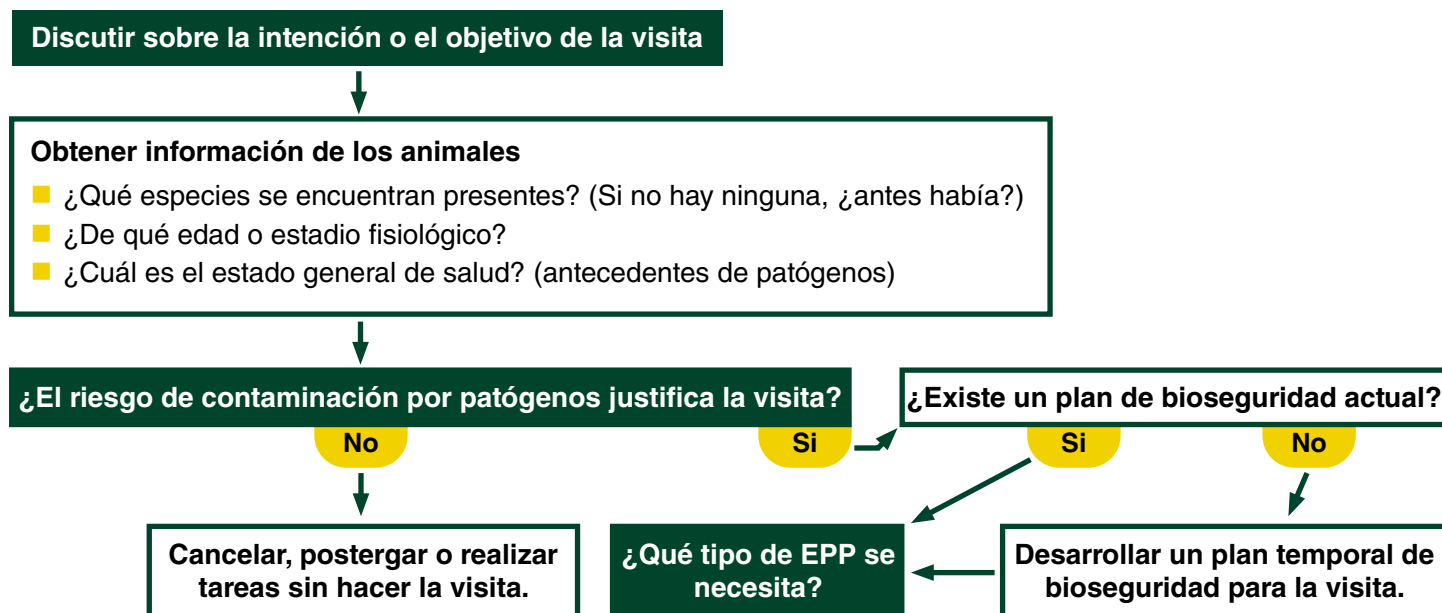 Discutir sobre la intención o el objetivo de la visita
Obtener información de los animales
¿Qué especies se encuentran presentes? (Si no hay ninguna, ¿antes había?)
¿De qué edad o estadio fisiológico?
¿Cuál es el estado general de salud? (antecedentes de patógenos)
¿El riesgo de contaminación por patógenos justifica la visita?
No
Si
¿Existe un plan de bioseguridad actual?
Si
No
Cancelar, postergar o realizar
tareas sin hacer la visita.
¿Qué tipo de EPP se
necesita?
Desarrollar un plan temporal de
bioseguridad para la visita.